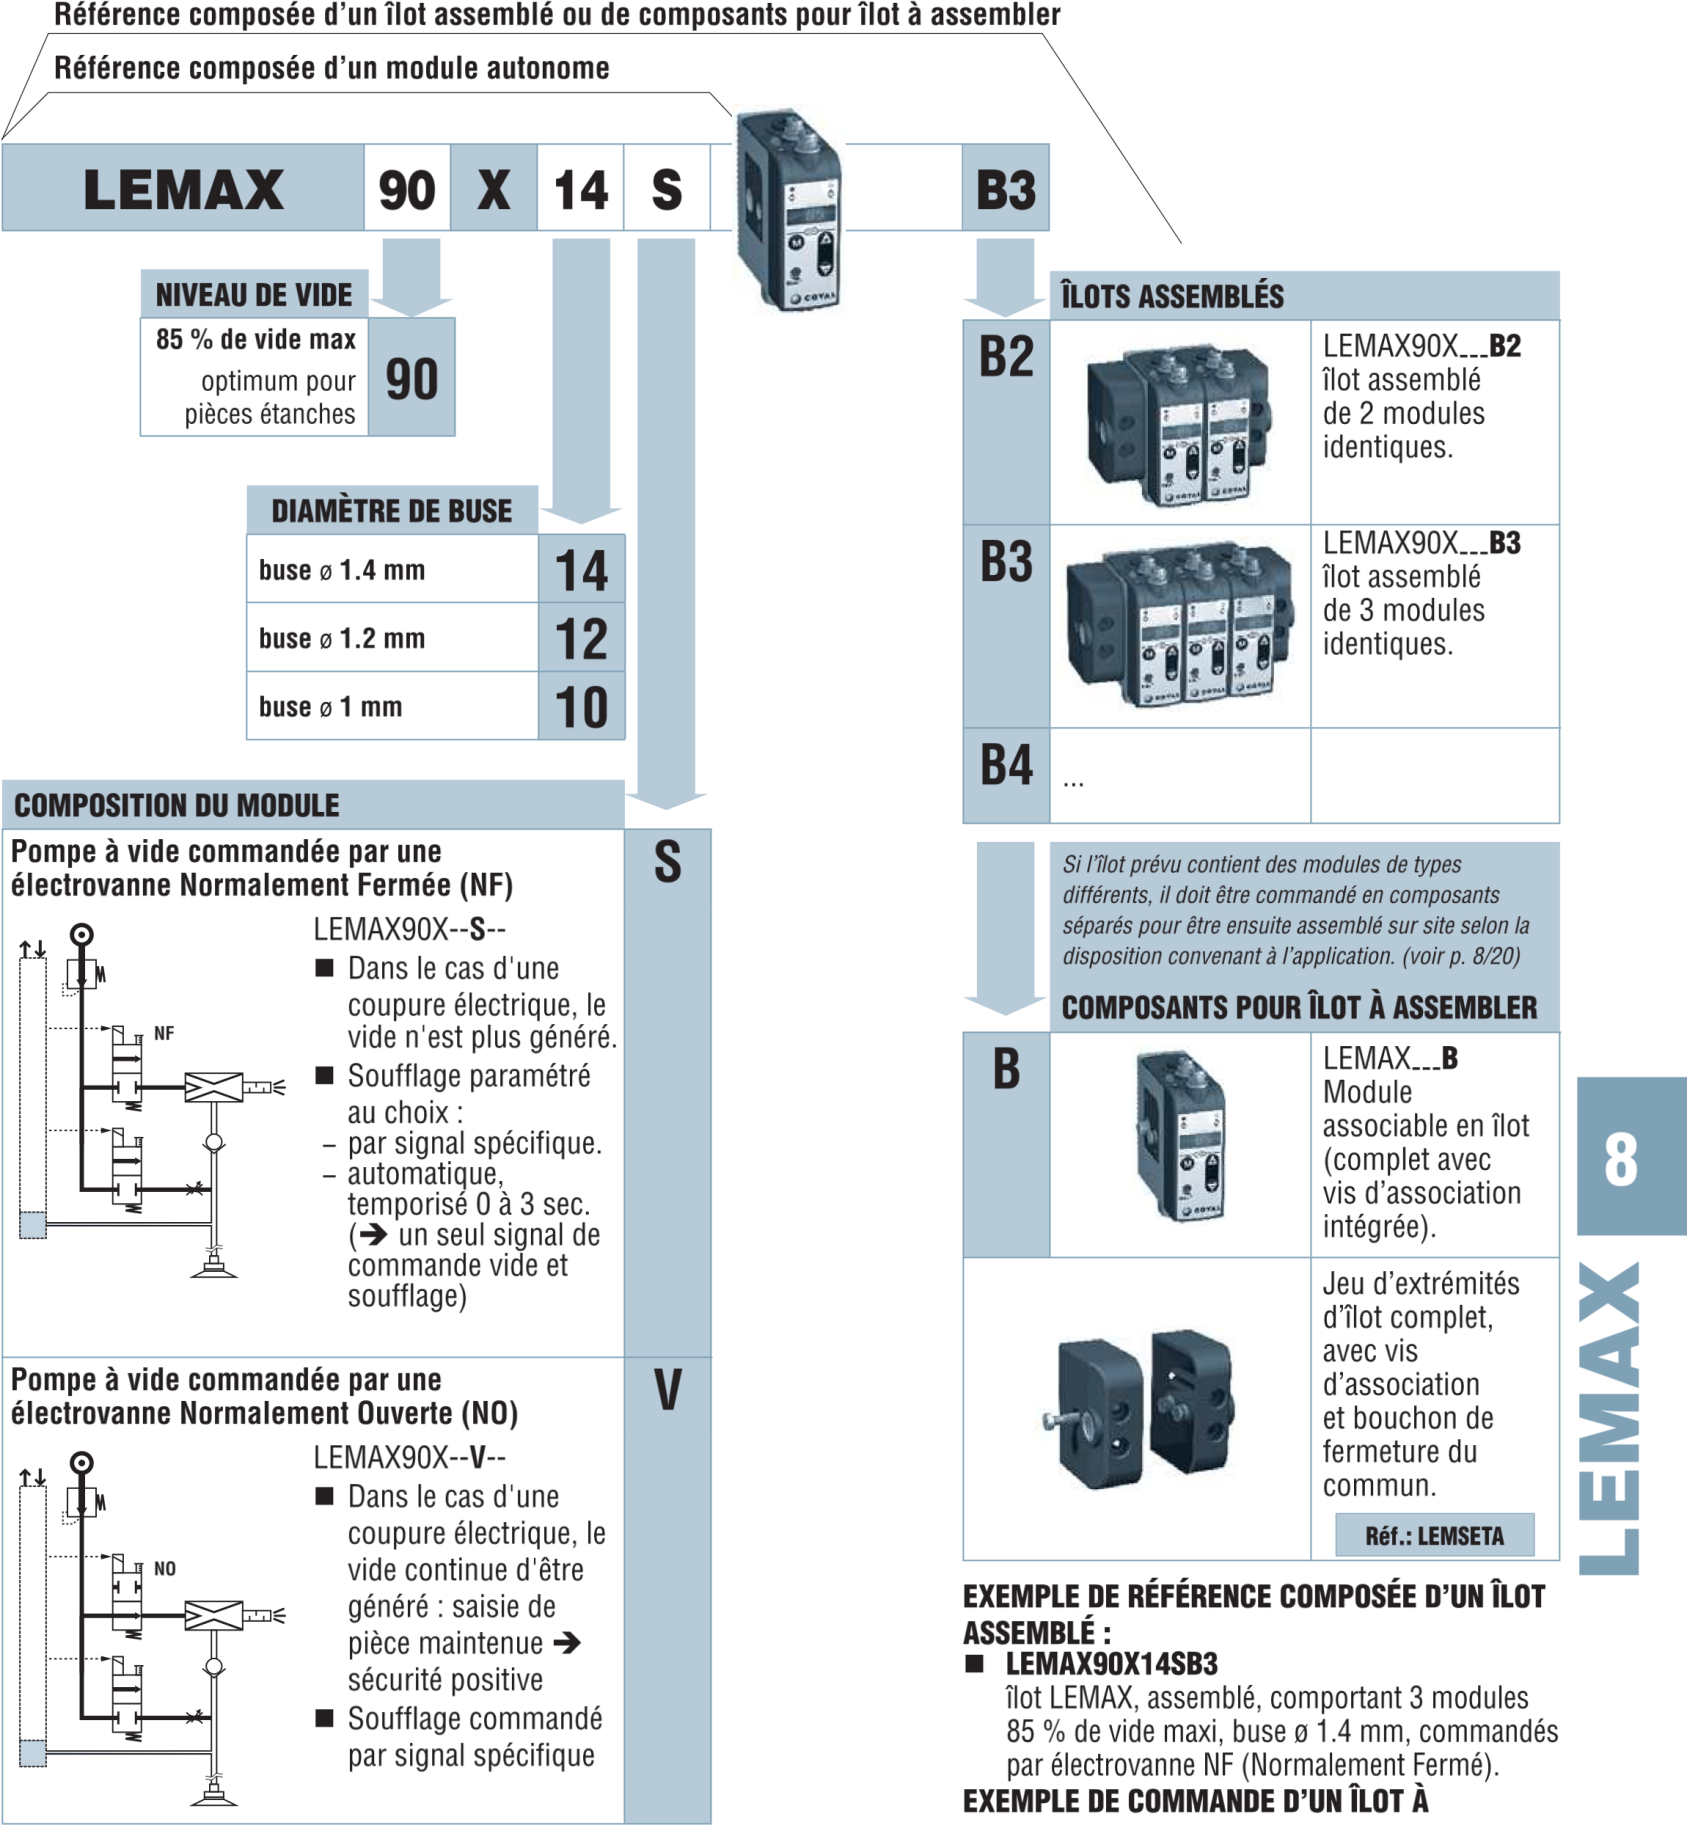 Référence composée d’un îlot assemblé ou de composants pour îlot à assembler
Référence composée d’un module autonome
LEMAX 90 X 14 S B3
NIVEAU DE VIDE
85 % de vide max
optimum pour
pièces étanches
90
DIAMÈTRE DE BUSE
buse ø 1.4 mm 14
buse ø 1.2 mm 12
buse ø 1 mm 10
COMPOSITION DU MODULE
Pompe à vide commandée par une
électrovanne Normalement Fermée (NF)
S
NF
LEMAX90X--S--
■ Dans le cas d'une
coupure électrique, le
vide n'est plus généré.
■ Soufflage paramétré
au choix :
– par signal spécifique.
– automatique,
temporisé 0 à 3 sec.
(➔ un seul signal de
commande vide et
soufflage)
Pompe à vide commandée par une
électrovanne Normalement Ouverte (NO)
V
NO
LEMAX90X--V--
■ Dans le cas d'une
coupure électrique, le
vide continue d'être
généré : saisie de
pièce maintenue ➔
sécurité positive
■ Soufflage commandé
par signal spécifique
ÎLOTS ASSEMBLÉS
B2
LEMAX90X___B2
îlot assemblé
de 2 modules
identiques.
B3
LEMAX90X___B3
îlot assemblé
de 3 modules
identiques.
B4 ...
Si l’îlot prévu contient des modules de types
différents, il doit être commandé en composants
séparés pour être ensuite assemblé sur site selon la
disposition convenant à l’application. (voir p. 8/20)
COMPOSANTS POUR ÎLOT À ASSEMBLER
B
LEMAX___B
Module
associable en îlot
(complet avec
vis d’association
intégrée).
Jeu d’extrémités
d’îlot complet,
avec vis
d’association
et bouchon de
fermeture du
commun.
Réf.: LEMSETA
EXEMPLE DE RÉFÉRENCE COMPOSÉE D’UN ÎLOT
ASSEMBLÉ :
■ LEMAX90X14SB3
îlot LEMAX, assemblé, comportant 3 modules
85 % de vide maxi, buse ø 1.4 mm, commandés
par électrovanne NF (Normalement Fermé).
EXEMPLE DE COMMANDE D’UN ÎLOT À
8
LEMAX
M
COVAL